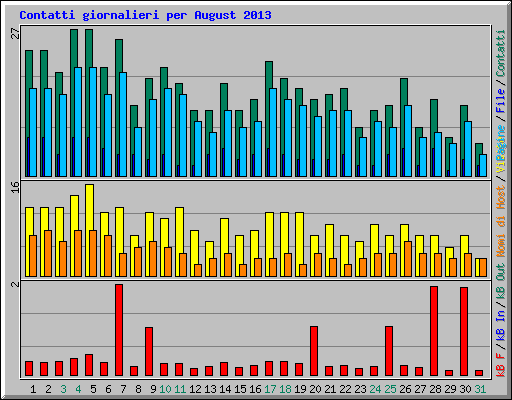 Contatti giornalieri per August 2013
27
16
2
1 2 3 4 5 6 7 8 9 10 11 12 13 14 15 16 17 18 19 20 21 22 23 24 25 26 27 28 29 30 31
kB F / kB In / kB Out Nomi di Host / Vi Pagine / File / Contatti